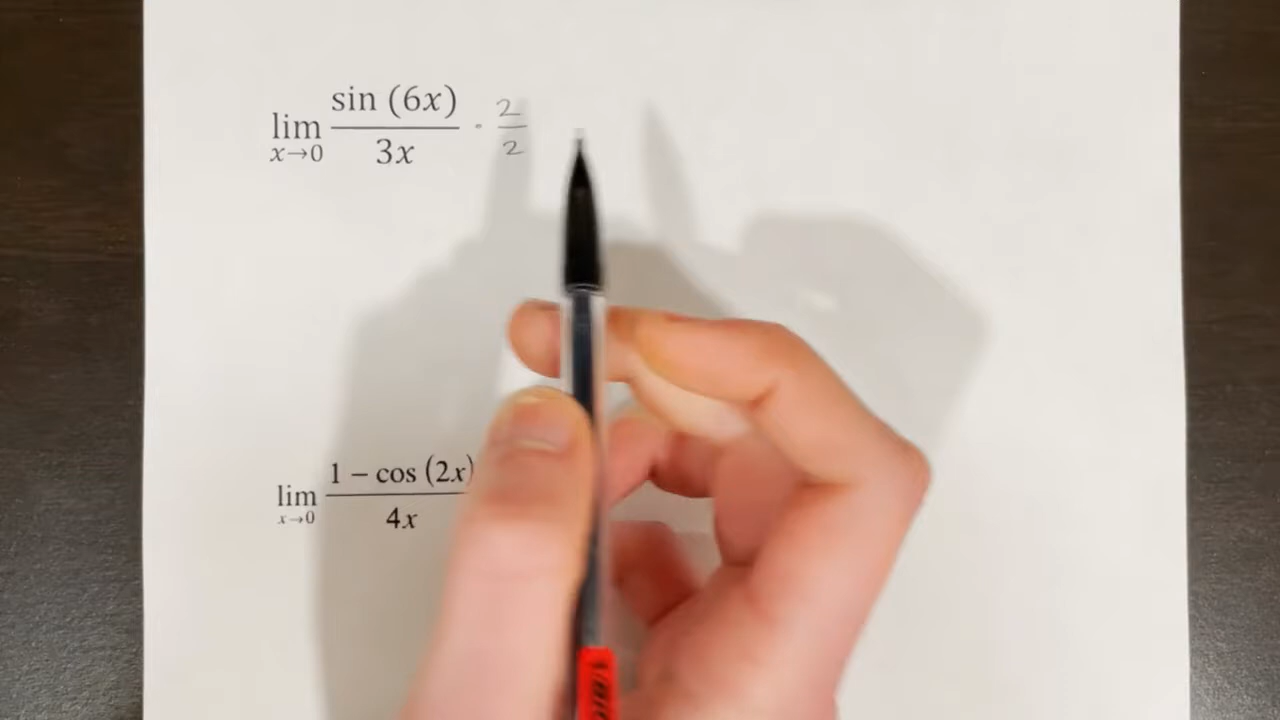 lim x→0 sin (6x) / 3x · 2/2
lim x→0 1 − cos (2x) / 4x